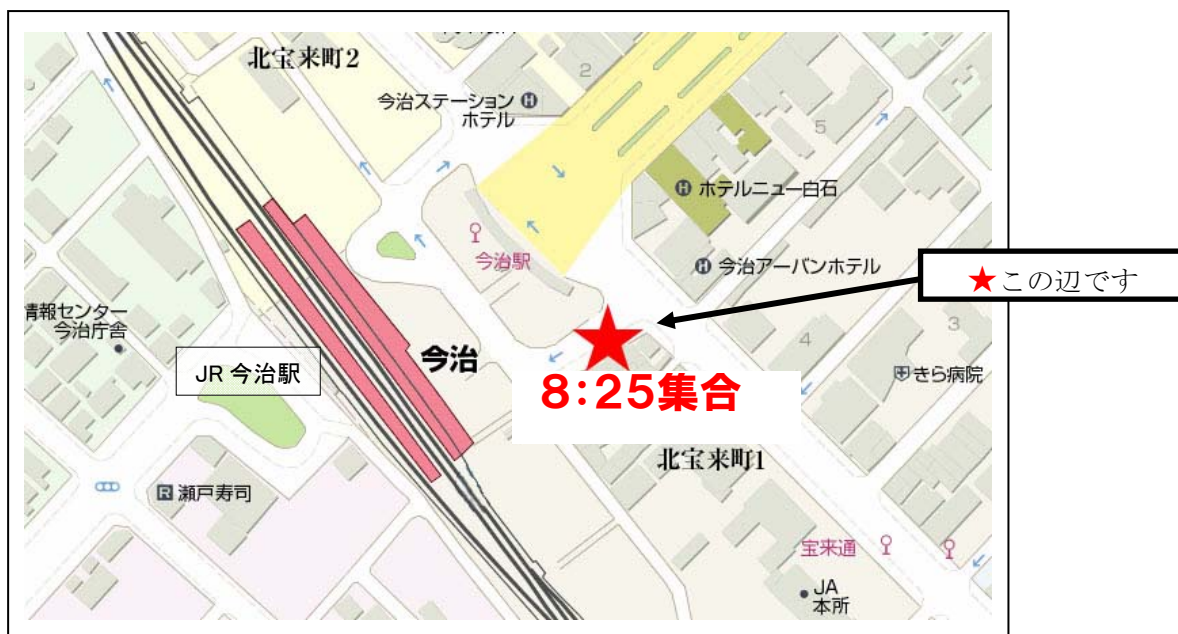 北宝来町2
2
今治ステーション
ホテル
5
ホテルニュー白石
今治駅
今治アーバンホテル
★この辺です
情報センター
今治庁舎
3
4
JR 今治駅
今治
きら病院
8:25集合
北宝来町1
瀬戸寿司
宝来通
JA
本所